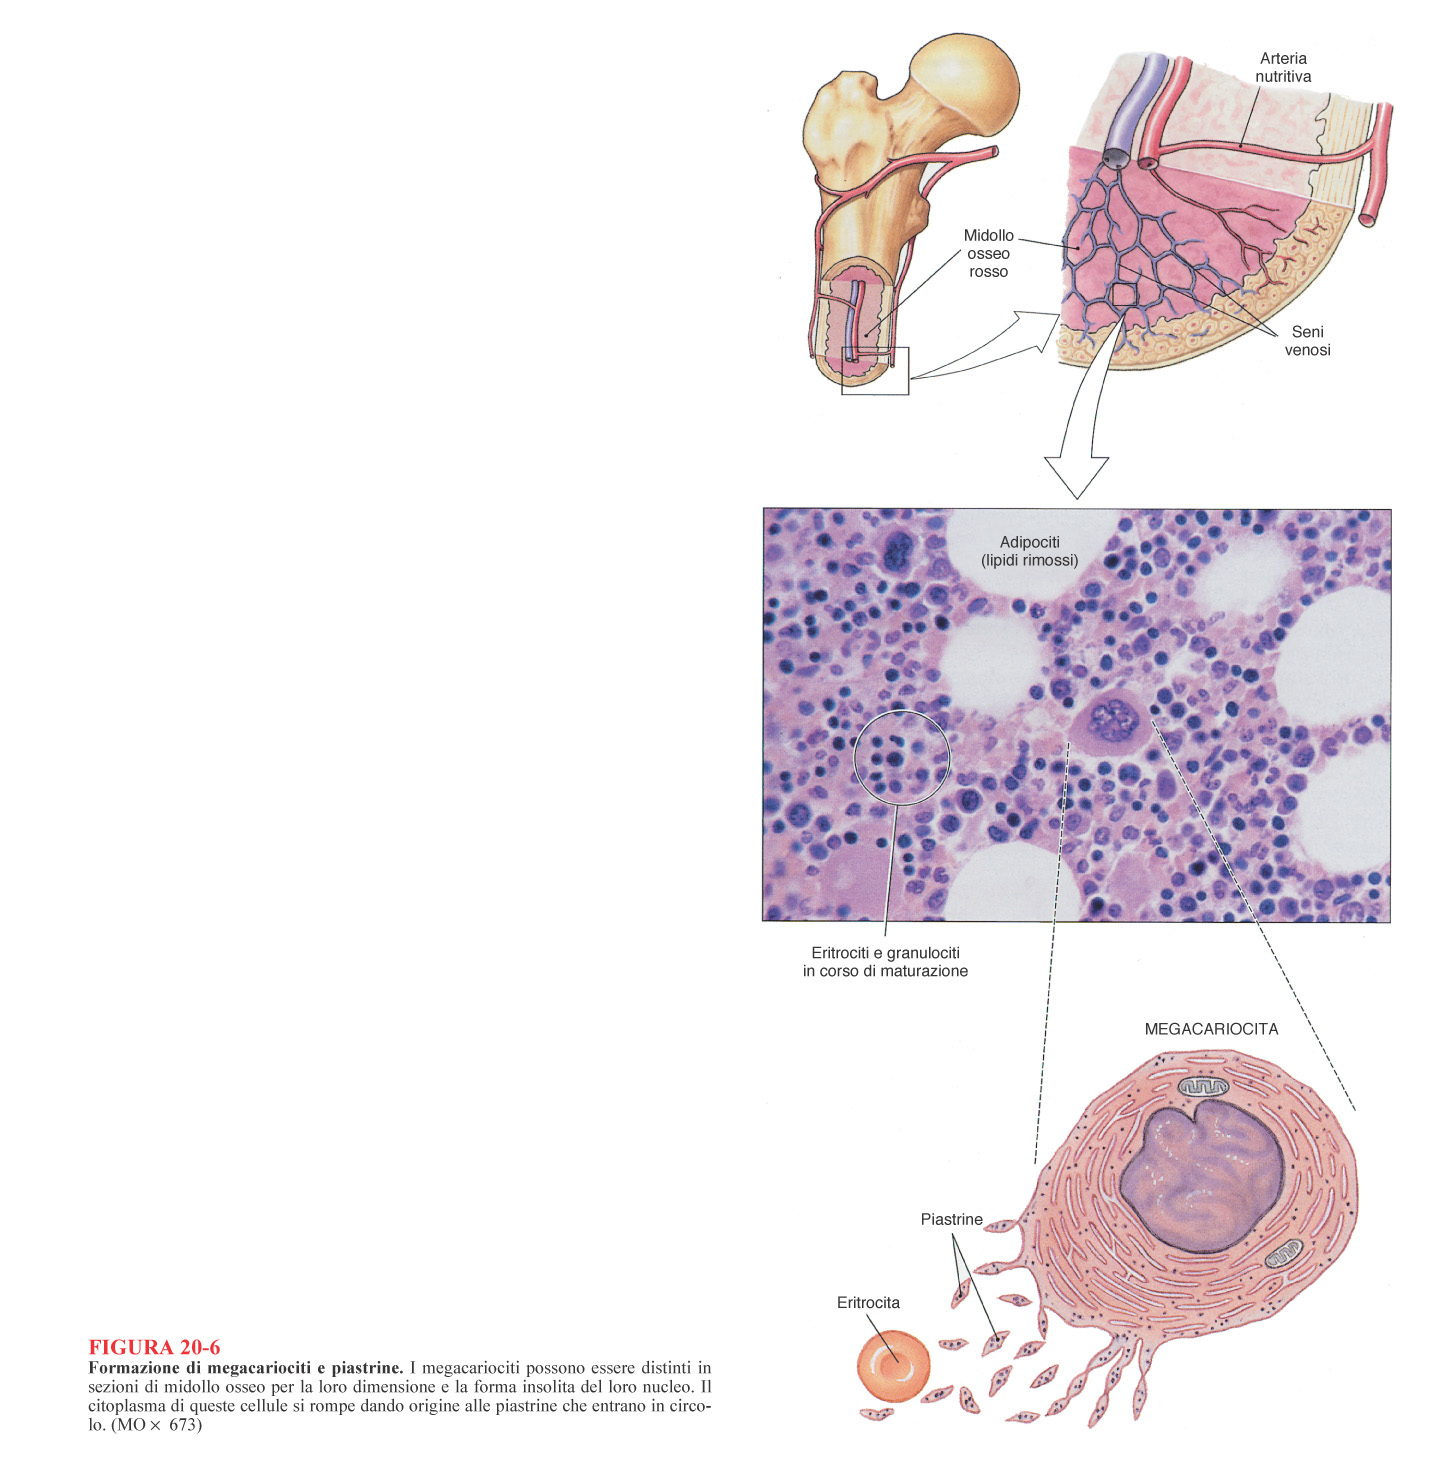 Arteria
nutritiva
Midollo
osseo
rosso
Seni
venosi
Adipociti
(lipidi rimossi)
Eritrociti e granulociti
in corso di maturazione
MEGACARIOCITA
Piastrine
Eritrocita
FIGURA 20-6
Formazione di megacariociti e piastrine. I megacariociti possono essere distinti in
sezioni di midollo osseo per la loro dimensione e la forma insolita del loro nucleo. Il
citoplasma di queste cellule si rompe dando origine alle piastrine che entrano in circo-
lo. (MO × 673)